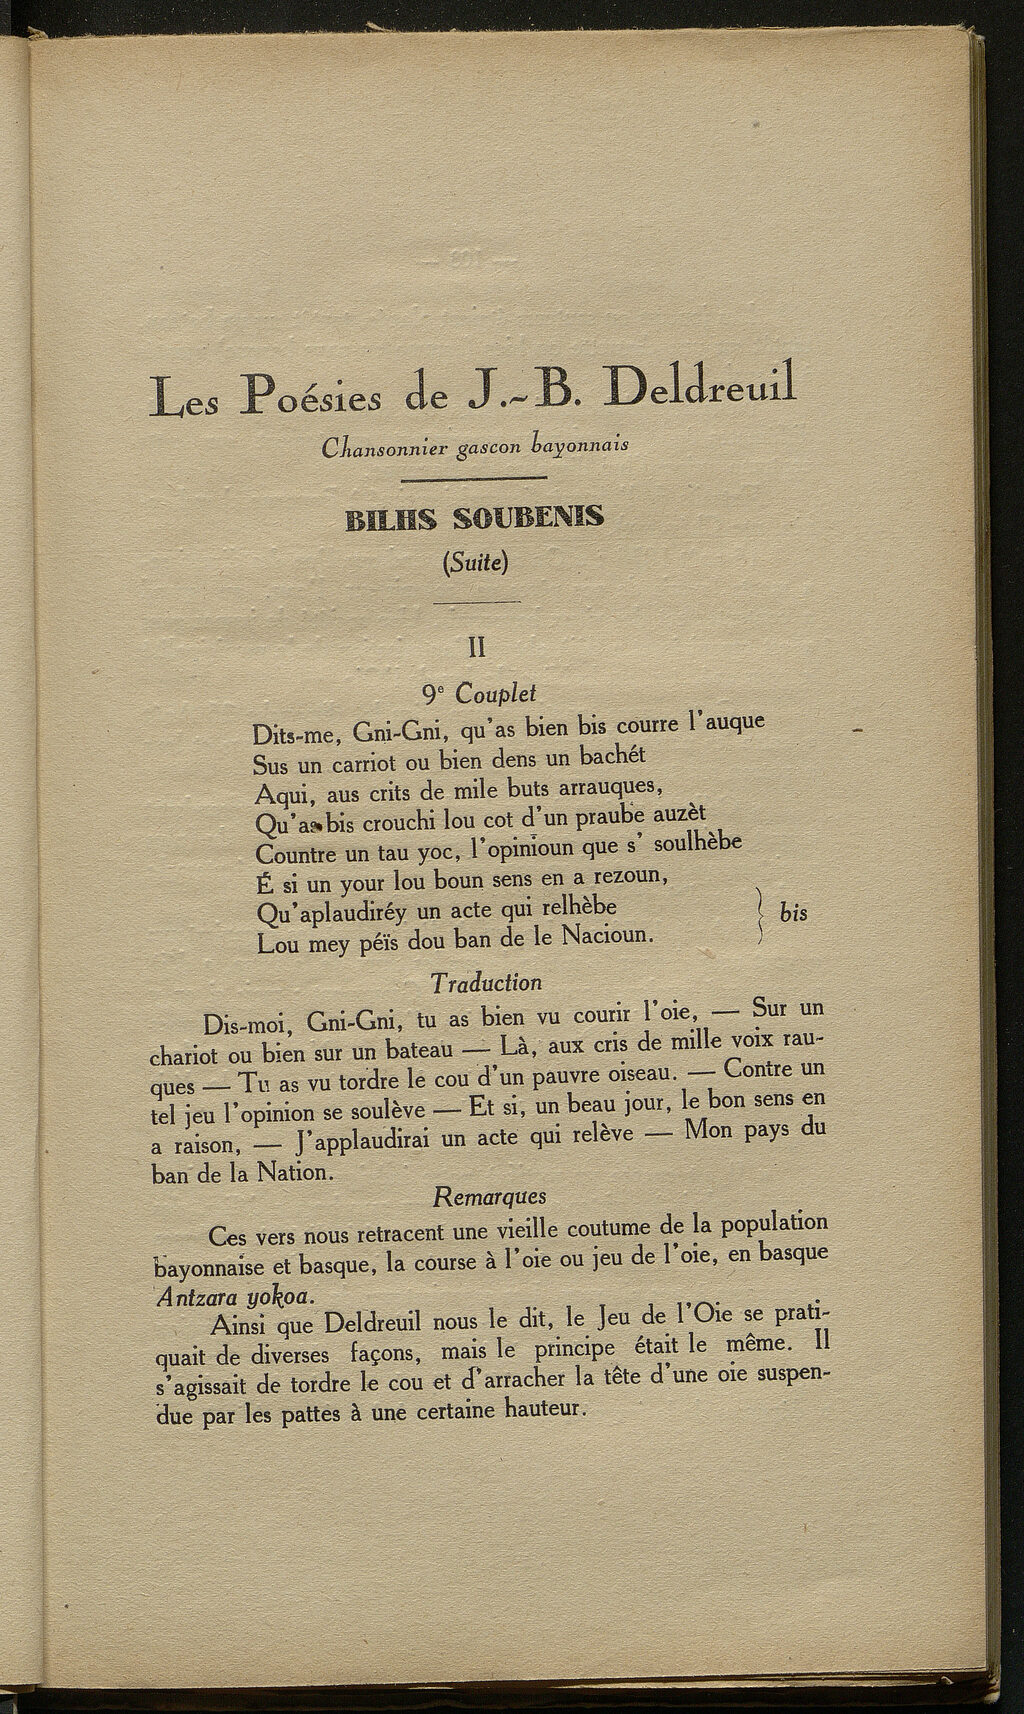 Les Poésies de J.-B. Deldreuil
Chansonnier gascon bayonnais
BILHS SOUBENIS
(Suite)
II
9e Couplet
Dits-me, Gni-Gni, qu'as bien bis courre l'auque
Sus un carriot ou bien dens un bachét
Aqui, aus crits de mile buts arrauques,
Qu'as bis crouchi lou cot d'un praube auzèt
Countre un tau yoc, l'opinioun que s' soulhèbe
É si un your lou boun sens en a rezoun,
Qu'aplaudiréy un acte qui relhèbe
Lou mey péïs dou ban de le Nacioun.
} bis
Traduction
Dis-moi, Gni-Gni, tu as bien vu courir l'oie, — Sur un
chariot ou bien sur un bateau — Là, aux cris de mille voix rau-
ques — Tu as vu tordre le cou d'un pauvre oiseau. — Contre un
tel jeu l'opinion se soulève — Et si, un beau jour, le bon sens en
a raison, — J'applaudirai un acte qui relève — Mon pays du
ban de la Nation.
Remarques
Ces vers nous retracent une vieille coutume de la population
bayonnaise et basque, la course à l'oie ou jeu de l'oie, en basque
Antzara yokoa.
Ainsi que Deldreuil nous le dit, le Jeu de l'Oie se prati-
quait de diverses façons, mais le principe était le même. Il
s'agissait de tordre le cou et d'arracher la tête d'une oie suspen-
due par les pattes à une certaine hauteur.